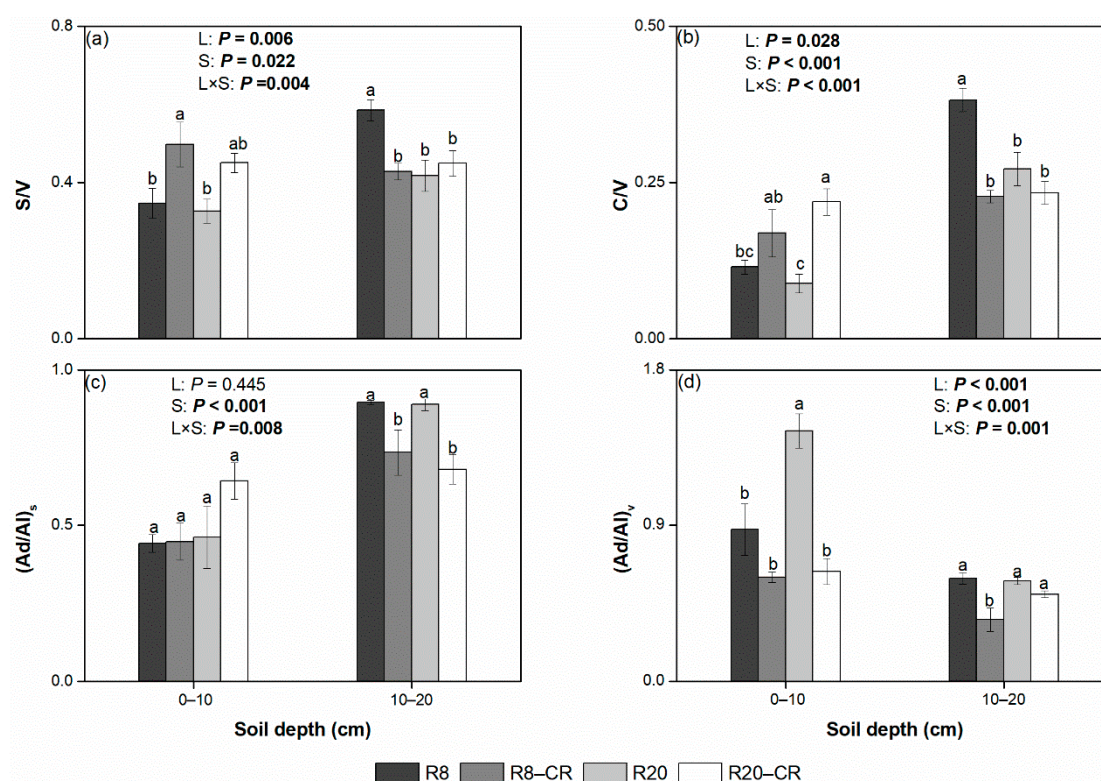 (a)
L: P = 0.006
S: P = 0.022
L×S: P =0.004
0.8
0.4
0.0
S/V
b
a
b
ab
a
b
b
b
(b)
L: P = 0.028
S: P < 0.001
L×S: P < 0.001
0.50
0.25
0.00
C/V
bc
ab
c
a
a
b
b
b
(c)
L: P = 0.445
S: P < 0.001
L×S: P =0.008
1.0
0.5
0.0
(Ad/Al)s
a
a
a
a
a
b
a
b
0–10
10–20
Soil depth (cm)
(d)
L: P < 0.001
S: P < 0.001
L×S: P = 0.001
1.8
0.9
0.0
(Ad/Al)v
b
b
a
b
a
b
a
a
0–10
10–20
Soil depth (cm)
R8 R8–CR R20 R20–CR